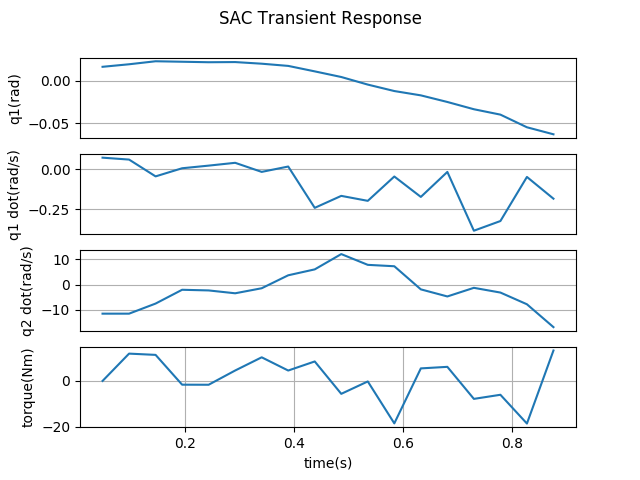 SAC Transient Response
q1(rad)
0.00
−0.05
q1 dot(rad/s)
0.00
−0.25
q2 dot(rad/s)
10
0
−10
torque(Nm)
0
−20
0.2 0.4 0.6 0.8
time(s)